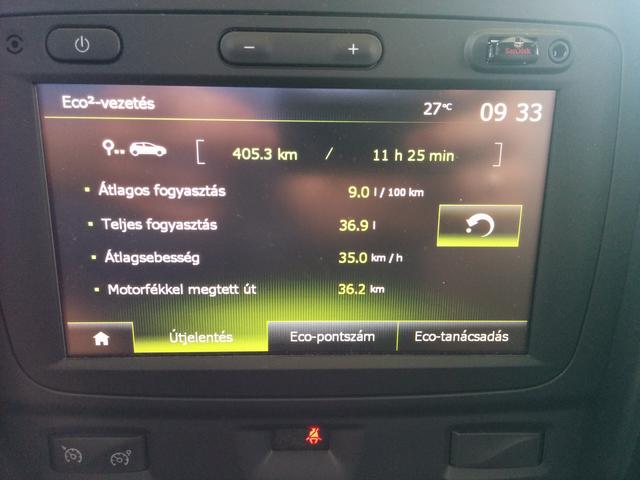 SanDisk
Eco²-vezetés 27°C 09 33
405.3 km / 11 h 25 min
Átlagos fogyasztás 9.0 l / 100 km
Teljes fogyasztás 36.9 l
Átlagsebesség 35.0 km / h
Motorfékkel megtett út 36.2 km
Útjelentés Eco-pontszám Eco-tanácsadás